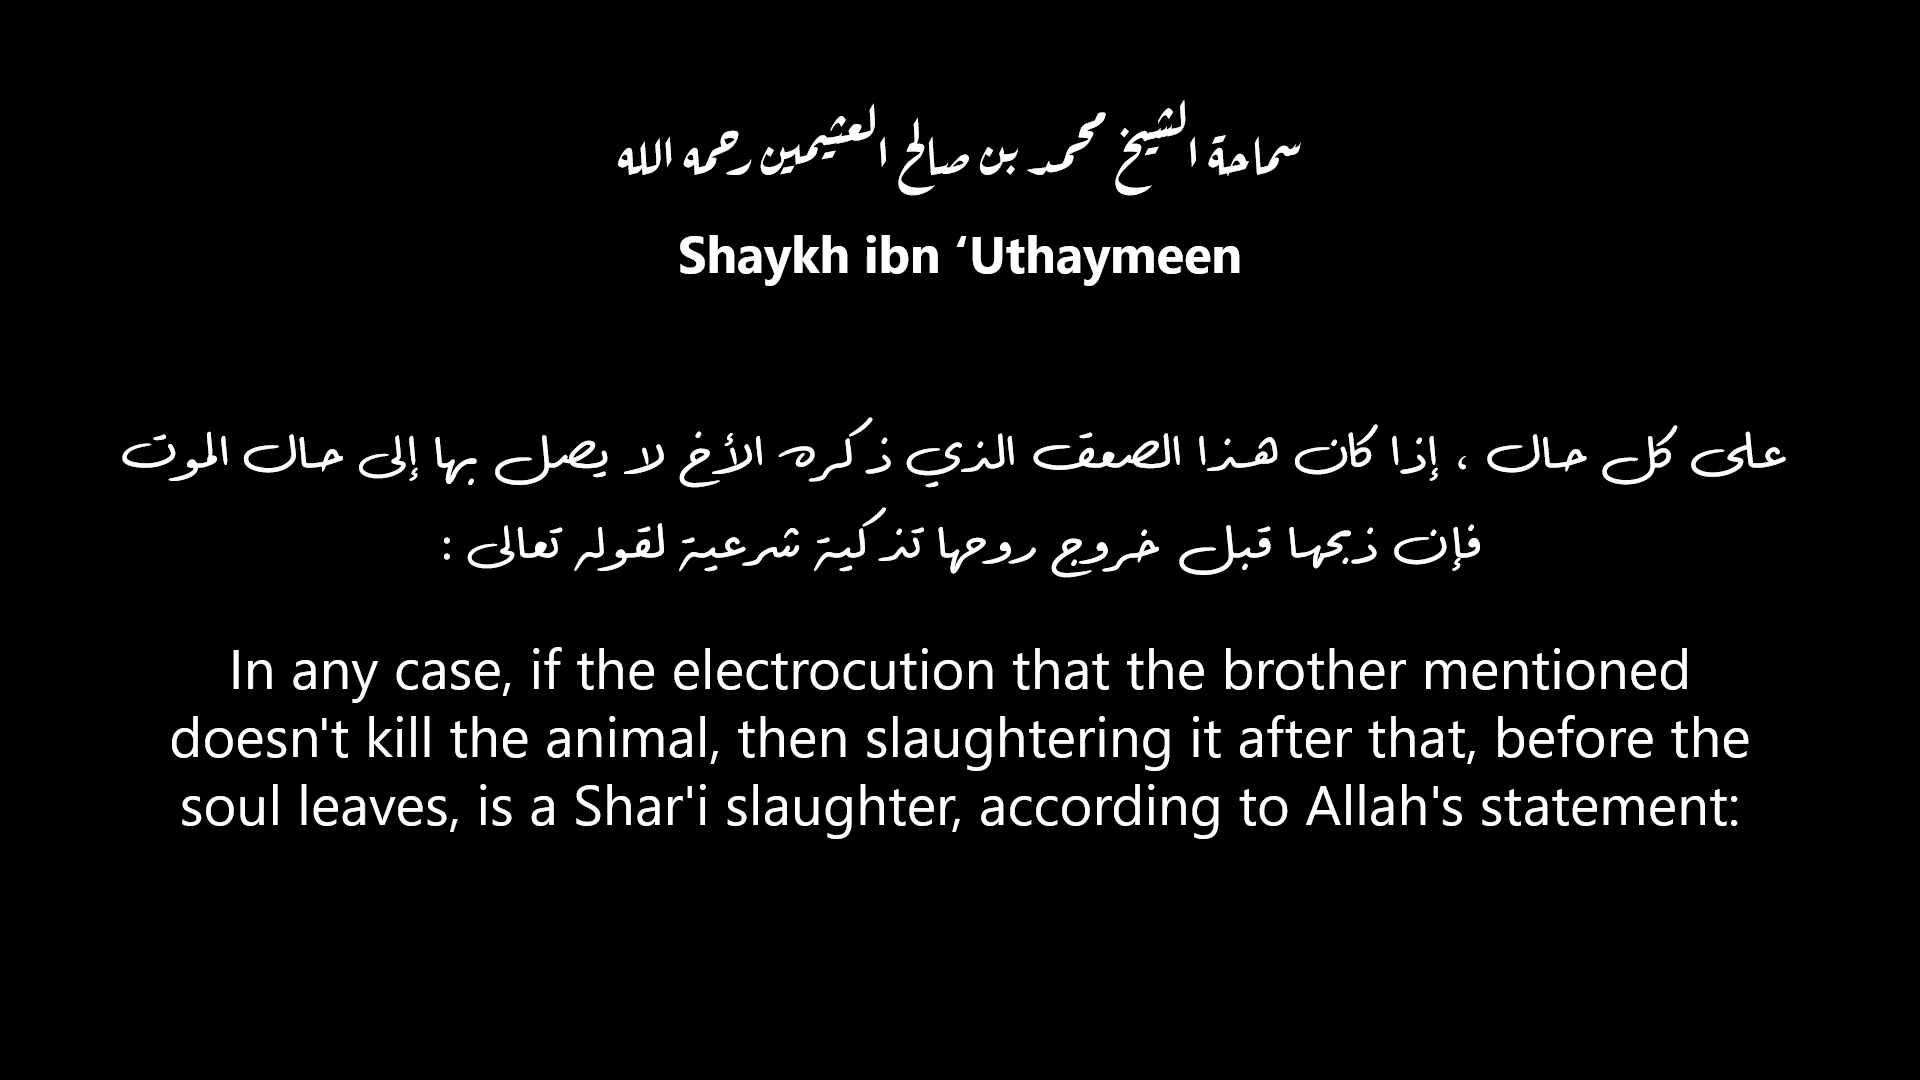 سماحة الشيخ محمد بن صالح العثيمين رحمه الله
Shaykh ibn ‘Uthaymeen
على كل حال ، إذا كان هذا الصعق الذي ذكره الأخ لا يصل بها إلى حال الموت
فإن ذبحها قبل خروج روحها تذكية شرعية لقوله تعالى :
In any case, if the electrocution that the brother mentioned
doesn't kill the animal, then slaughtering it after that, before the
soul leaves, is a Shar'i slaughter, according to Allah's statement: